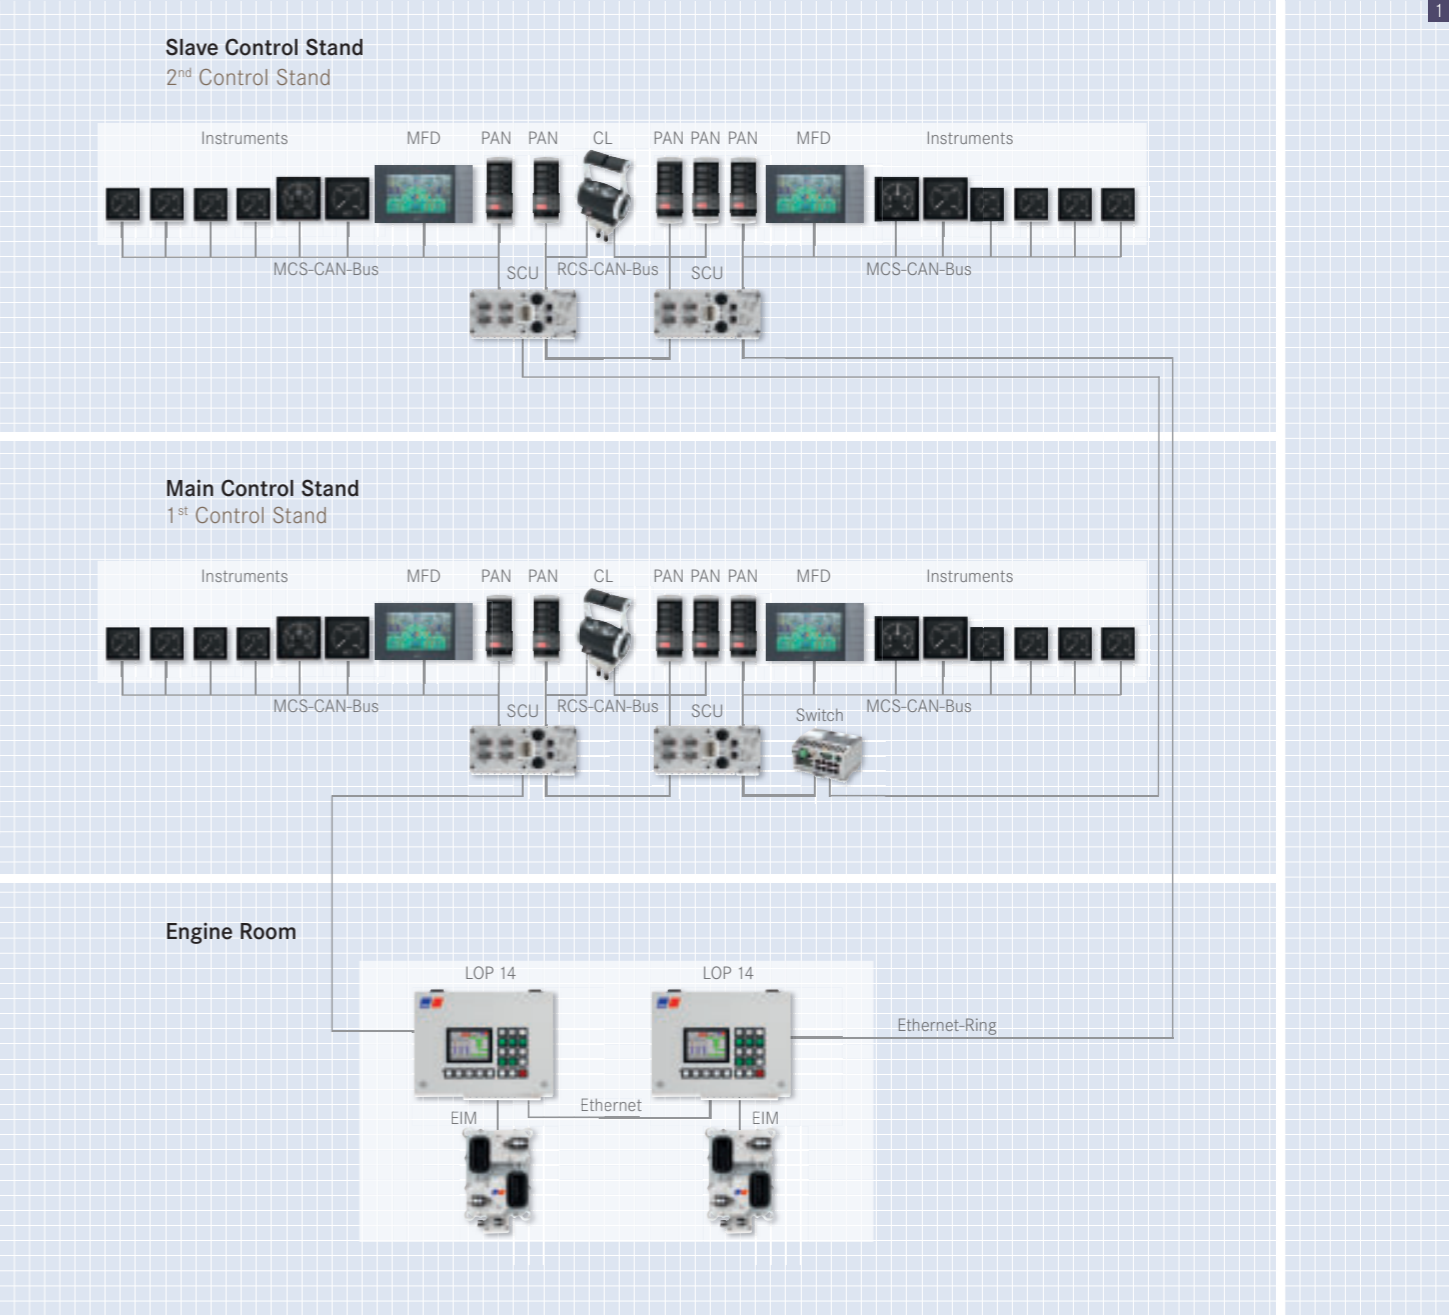 1
Slave Control Stand
2nd Control Stand
Instruments MFD PAN PAN CL PAN PAN PAN MFD Instruments
MCS-CAN-Bus SCU RCS-CAN-Bus SCU MCS-CAN-Bus
Main Control Stand
1st Control Stand
Instruments MFD PAN PAN CL PAN PAN PAN MFD Instruments
MCS-CAN-Bus SCU RCS-CAN-Bus SCU Switch MCS-CAN-Bus
Engine Room
LOP 14 LOP 14
Ethernet-Ring
Ethernet
EIM EIM